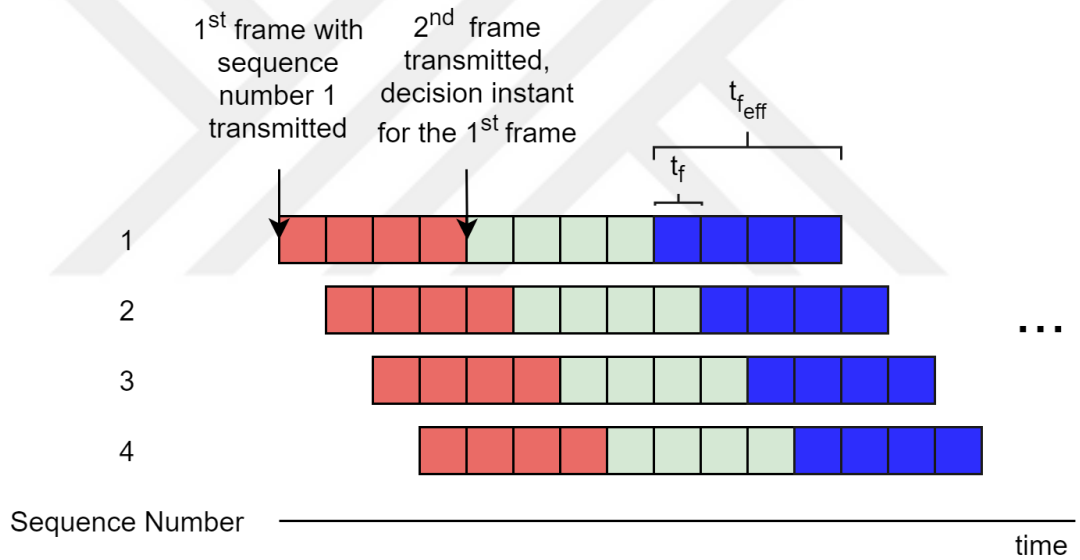 1st frame with
sequence
number 1
transmitted
2nd frame
transmitted,
decision instant
for the 1st frame
tfeff
tf
1
2
3
4
...
Sequence Number
time